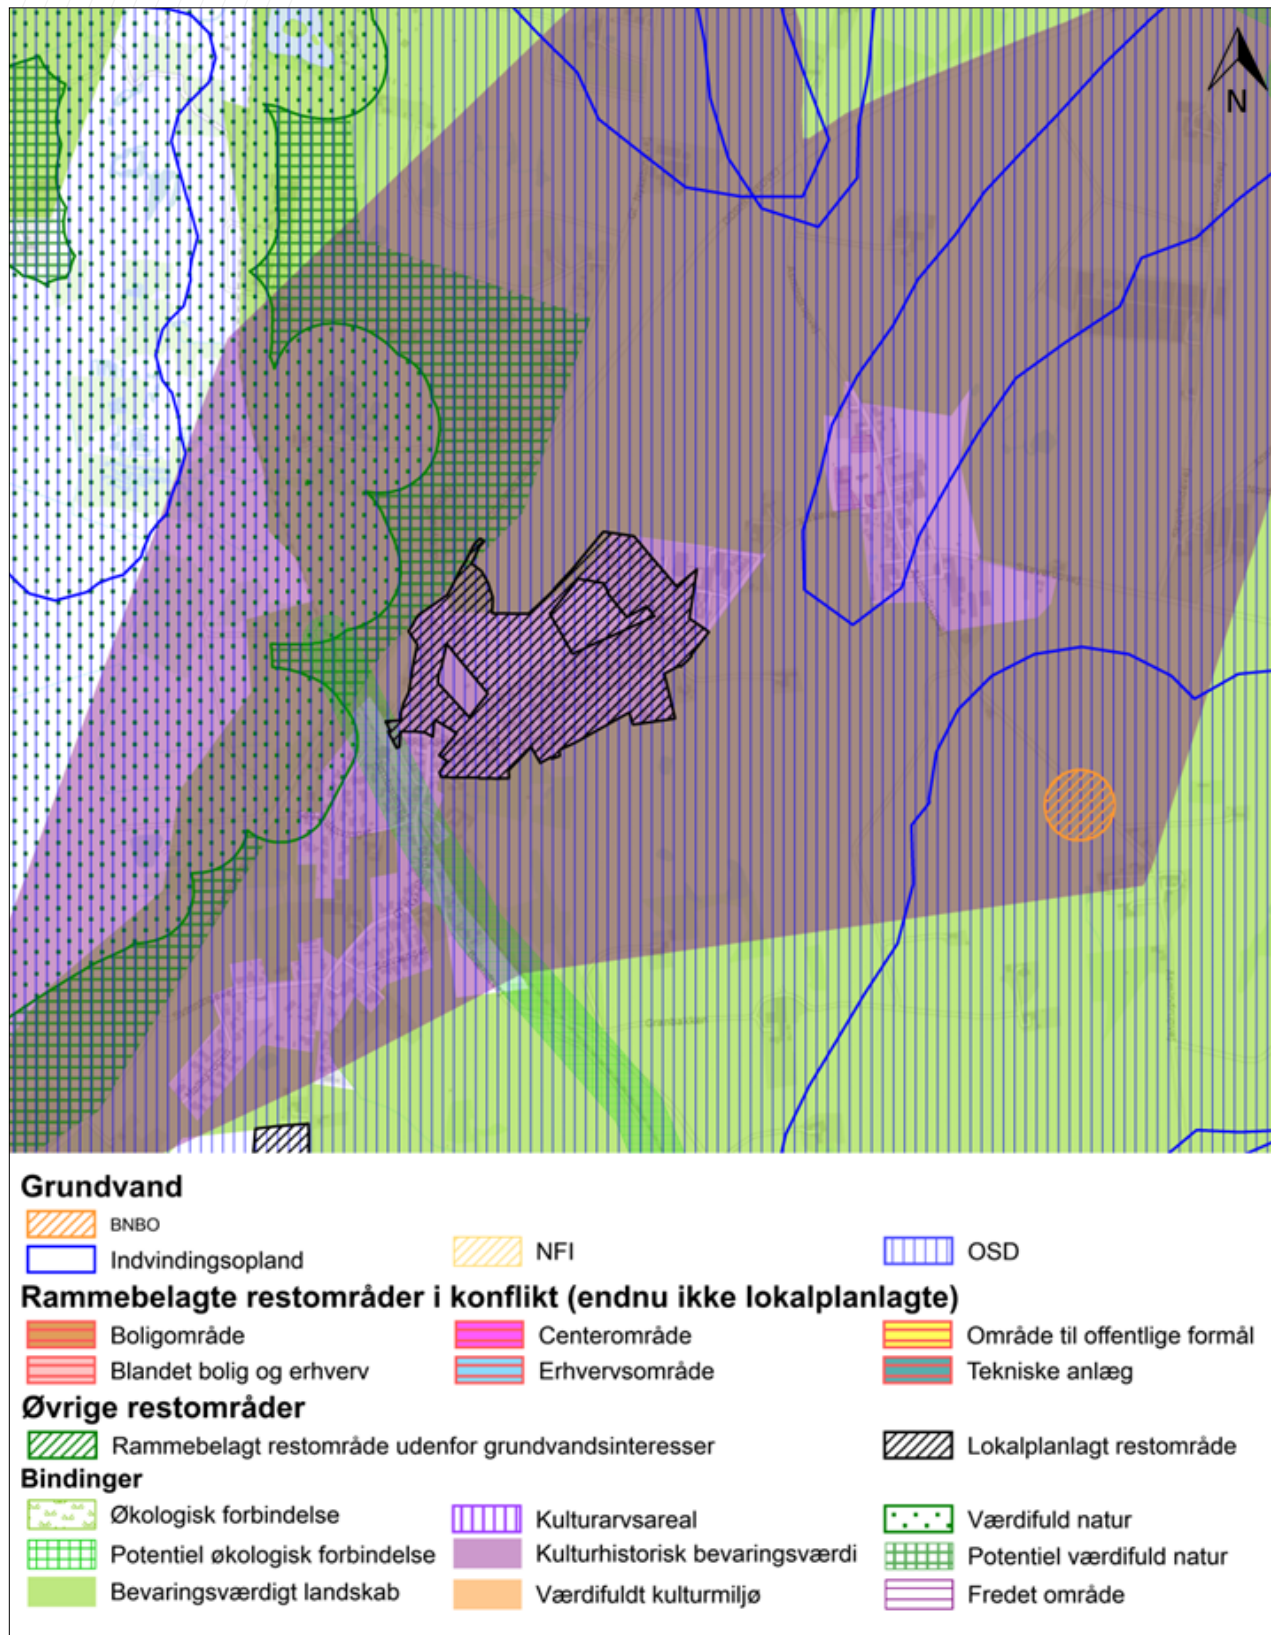 N
Grundvand
BNBO
Indvindingsopland
NFI
OSD
Rammebelagte restområder i konflikt (endnu ikke lokalplanlagte)
Boligområde
Centerområde
Område til offentlige formål
Blandet bolig og erhverv
Erhvervsområde
Tekniske anlæg
Øvrige restområder
Rammebelagt restområde udenfor grundvandsinteresser
Lokalplanlagt restområde
Bindinger
Økologisk forbindelse
Kulturarvsareal
Værdifuld natur
Potentiel økologisk forbindelse
Kulturhistorisk bevaringsværdi
Potentiel værdifuld natur
Bevaringsværdigt landskab
Værdifuldt kulturmiljø
Fredet område